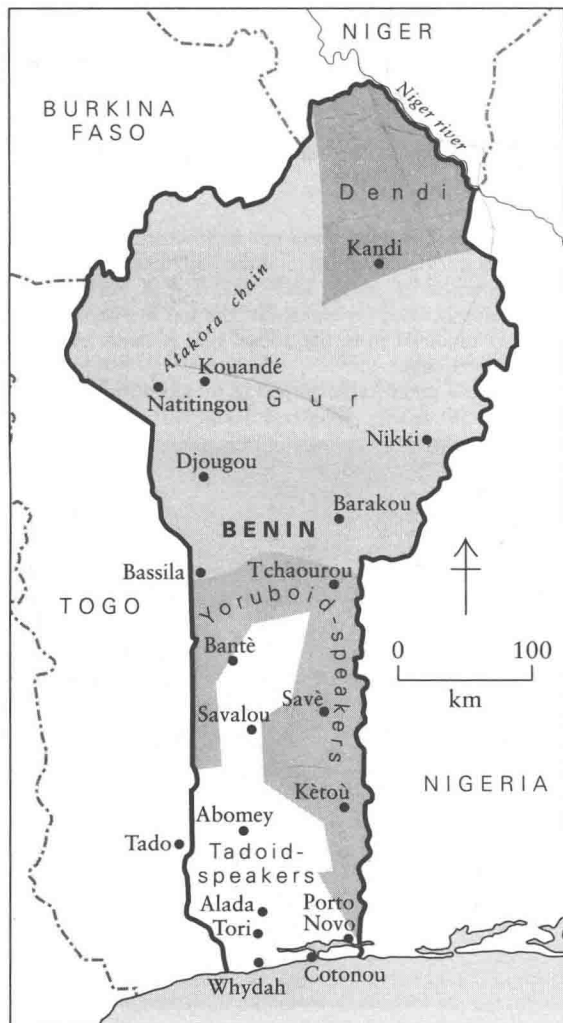 NIGER
Niger river
BURKINA
FASO
Dendi
Kandi
Atakora chain
Kouandé
Natitingou
Gur
Nikki
Djougou
Barakou
BENIN
Bassila
Tchaourou
TOGO
Yoruboid-speakers
Bantè
0 100
km
Savè
Savalou
NIGERIA
Kètoù
Abomey
Tado
Tadoid-
speakers
Alada
Porto
Novo
Tori
Cotonou
Whydah